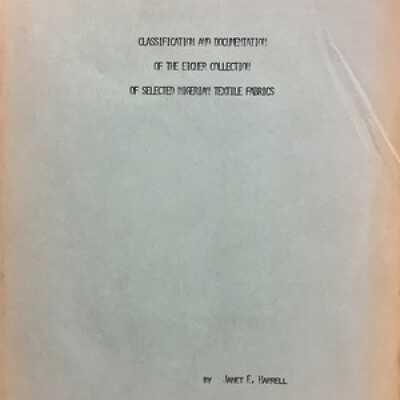 CLASSIFICATION AND DOCUMENTATION
OF THE EICHER COLLECTION
OF SELECTED NIGERIAN TEXTILE FABRICS
BY JANET E. HARRELL